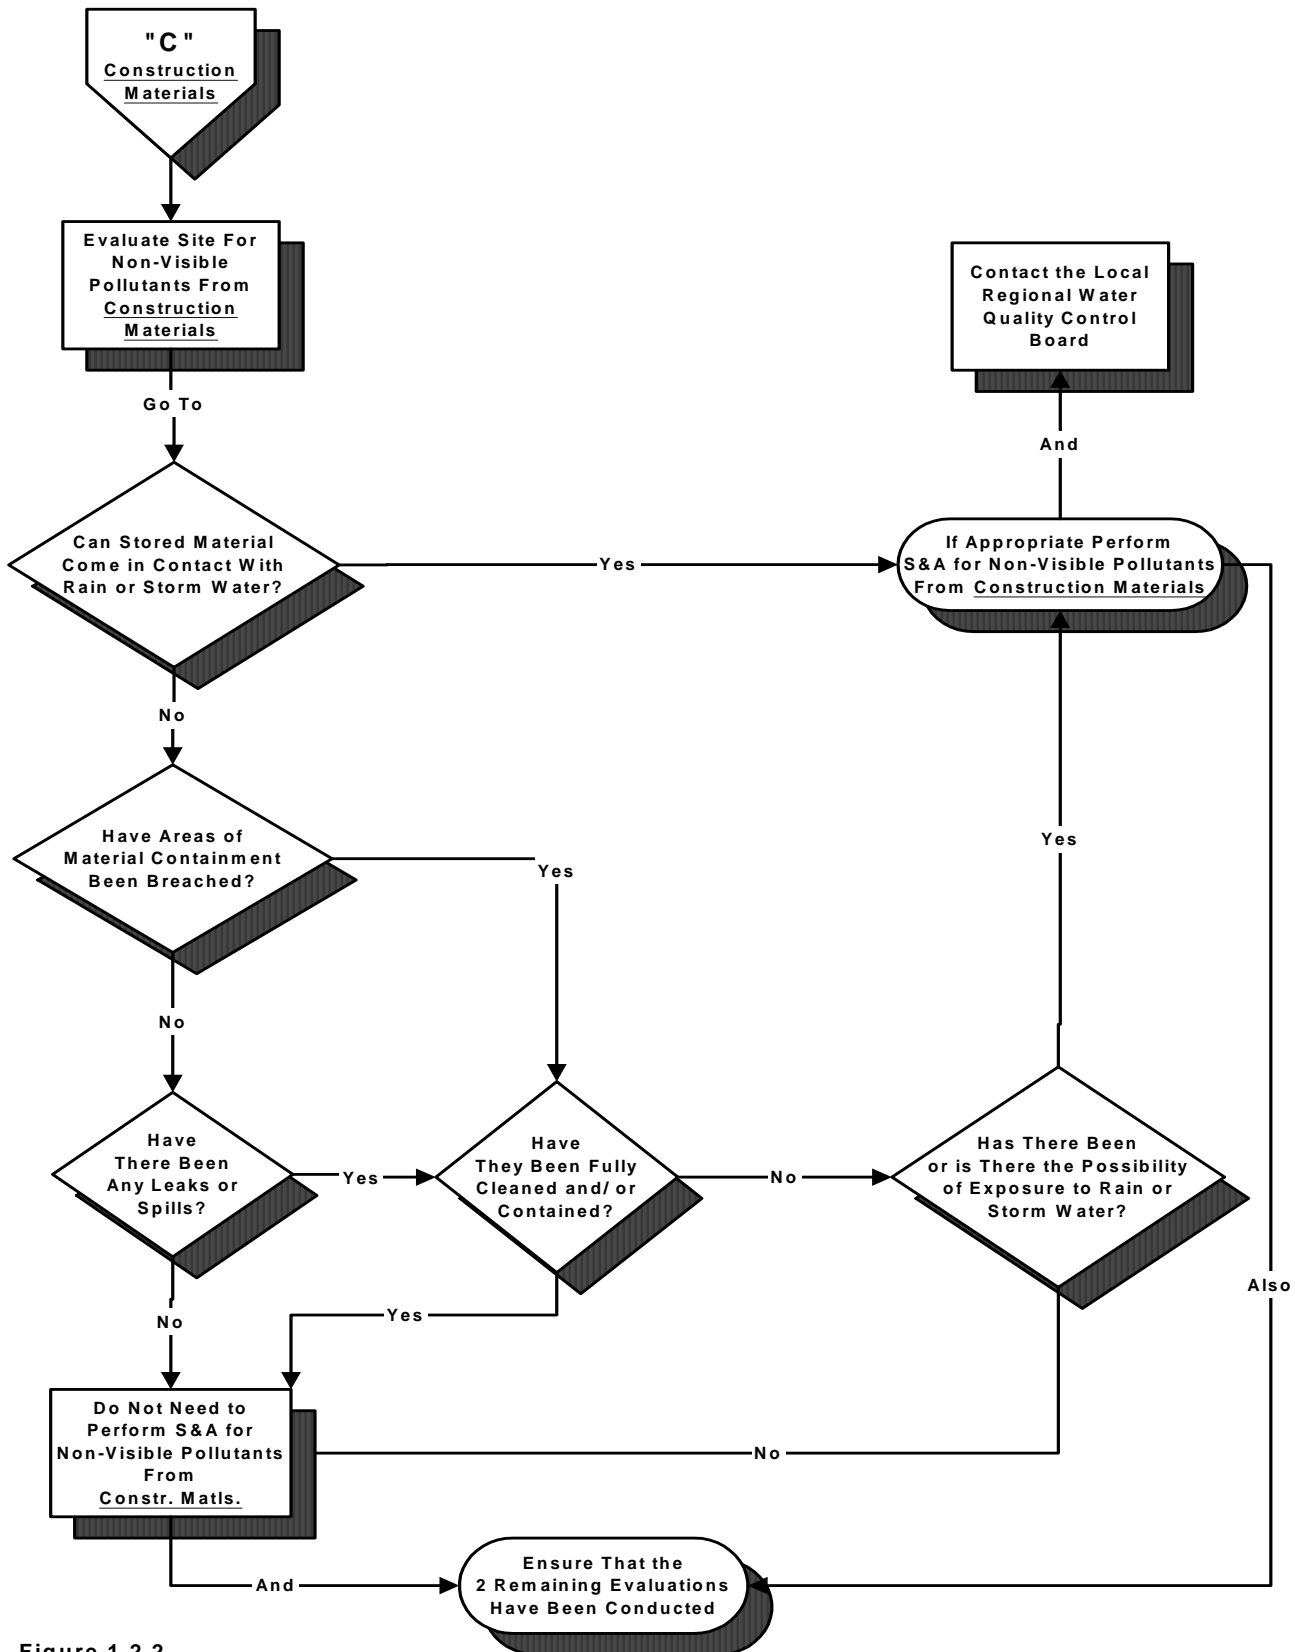 "C"
Construction
Materials
Evaluate Site For
Non-Visible
Pollutants From
Construction
Materials
Contact the Local
Regional Water
Quality Control
Board
Go To
And
Can Stored Material
Come in Contact With
Rain or Storm Water?
Yes
If Appropriate Perform
S&A for Non-Visible Pollutants
From Construction Materials
No
Have Areas of
Material Containment
Been Breached?
Yes
Yes
No
Have
There Been
Any Leaks or
Spills?
Yes
Have
They Been Fully
Cleaned and/ or
Contained?
No
Has There Been
or is There the Possibility
of Exposure to Rain or
Storm Water?
Also
No
Yes
Do Not Need to
Perform S&A for
Non-Visible Pollutants
From
Constr. Matls.
No
And
Ensure That the
2 Remaining Evaluations
Have Been Conducted
Figure 1.2.2